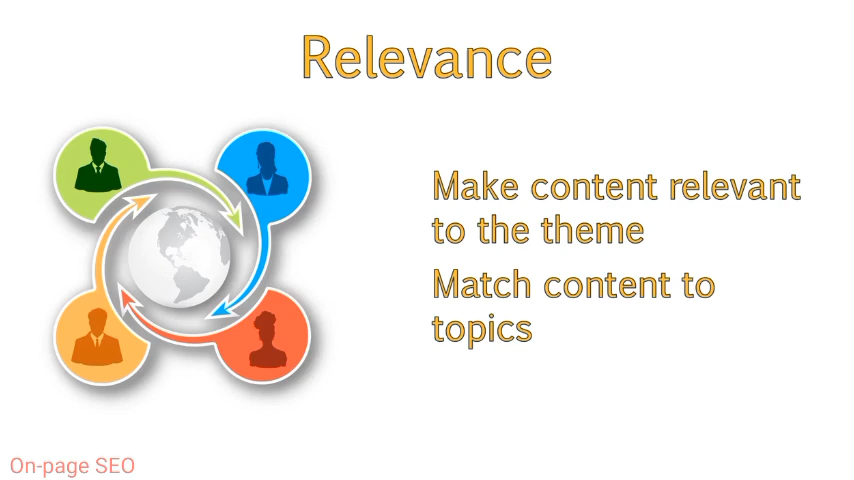 Relevance
Make content relevant
to the theme
Match content to
topics
On-page SEO